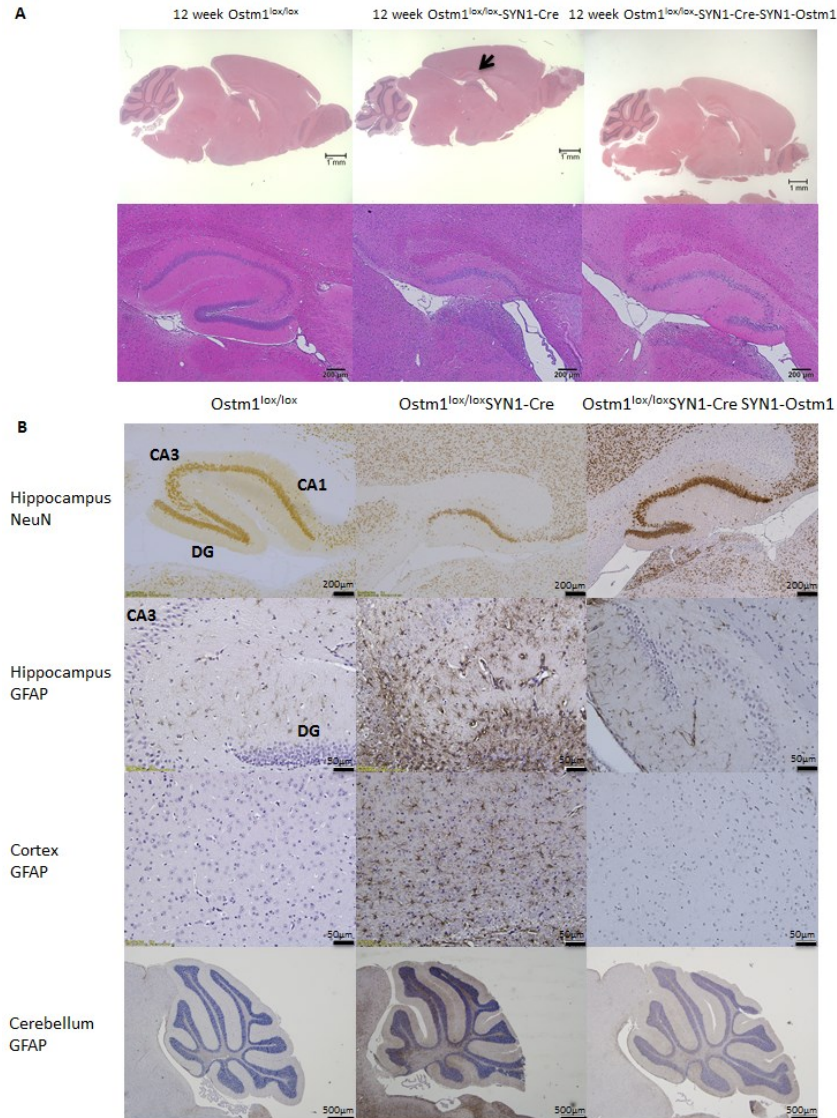 A
12 week Ostm1lox/lox 12 week Ostm1lox/lox-SYN1-Cre 12 week Ostm1lox/lox-SYN1-Cre-SYN1-Ostm1
1 mm 1 mm 1 mm
200 µm 200 µm 200 µm
Ostm1lox/lox Ostm1lox/loxSYN1-Cre Ostm1lox/loxSYN1-Cre SYN1-Ostm1
B
CA3
CA1
DG
Hippocampus
NeuN
200µm 200µm 200µm
CA3
Hippocampus
GFAP
DG
50µm 50µm 50µm
Cortex
GFAP
50µm 50µm 50µm
Cerebellum
GFAP
500µm 500µm 500µm